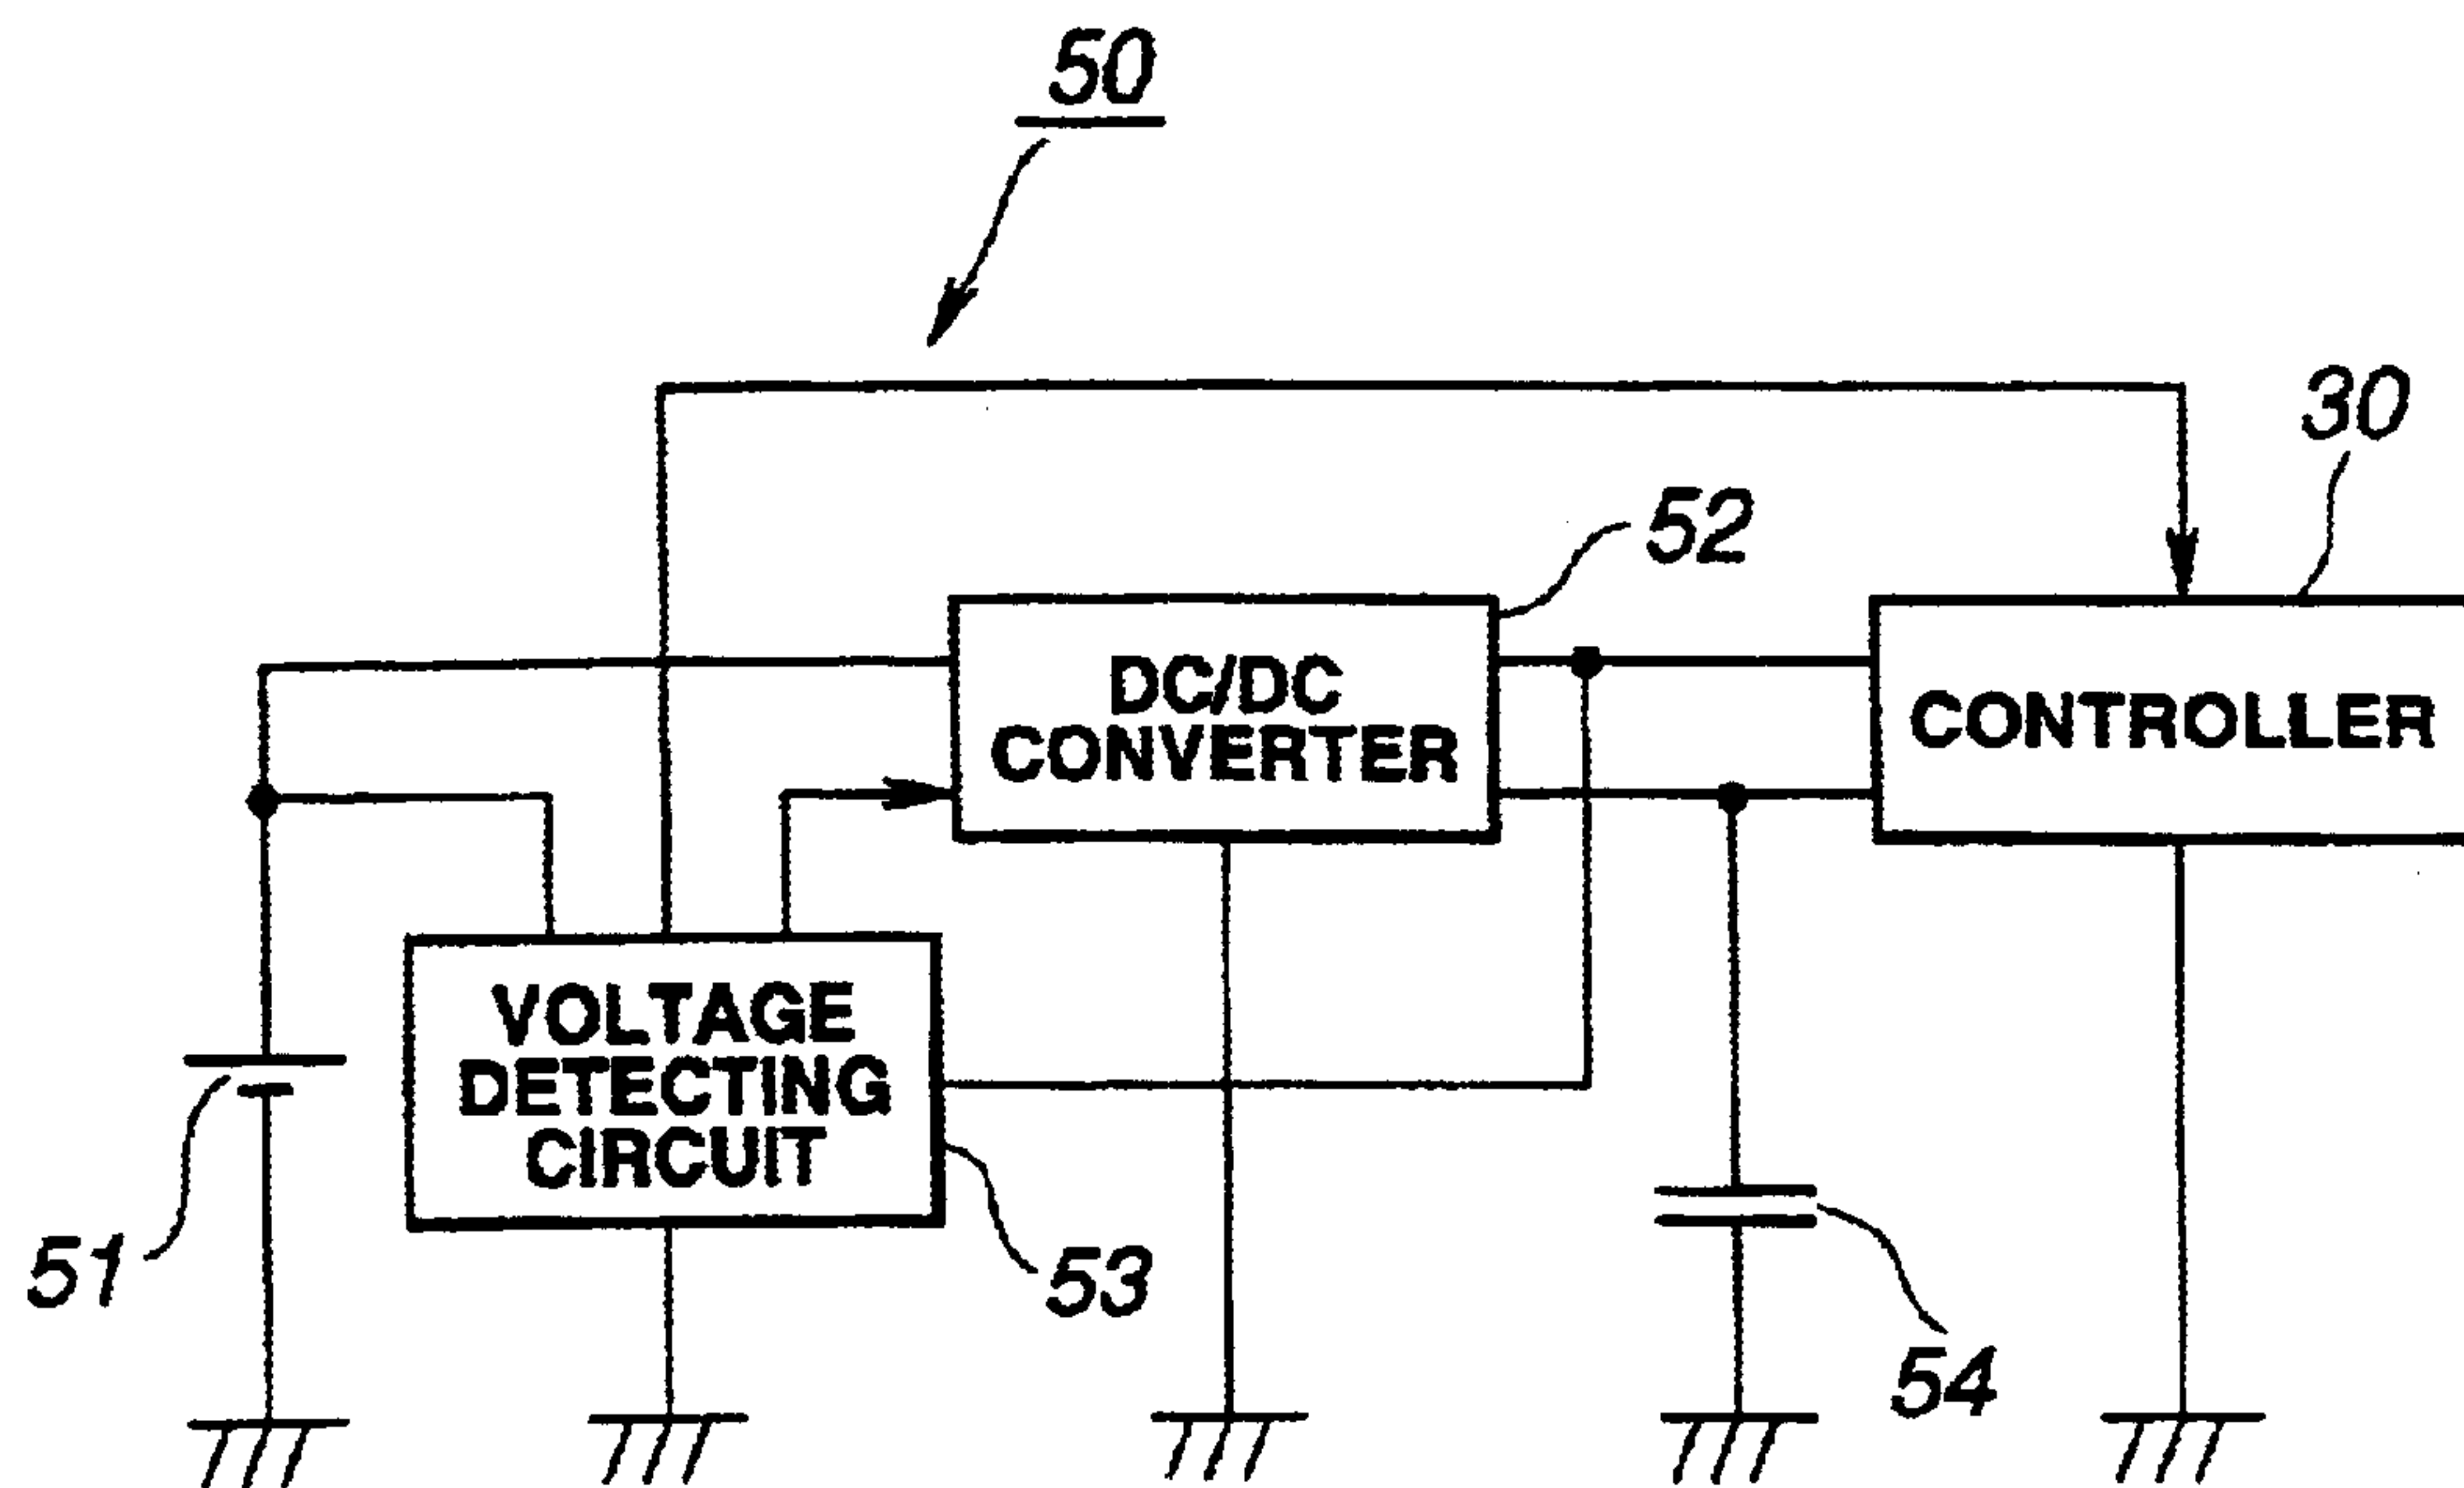 50
30
52
DC/DC
CONVERTER
CONTROLLER
VOLTAGE
DETECTING
CIRCUIT
51
53
54